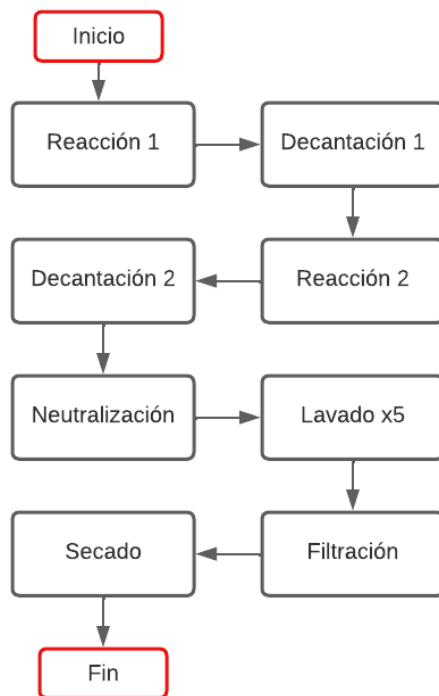 Inicio
Reacción 1
Decantación 1
Reacción 2
Decantación 2
Neutralización
Lavado x5
Filtración
Secado
Fin